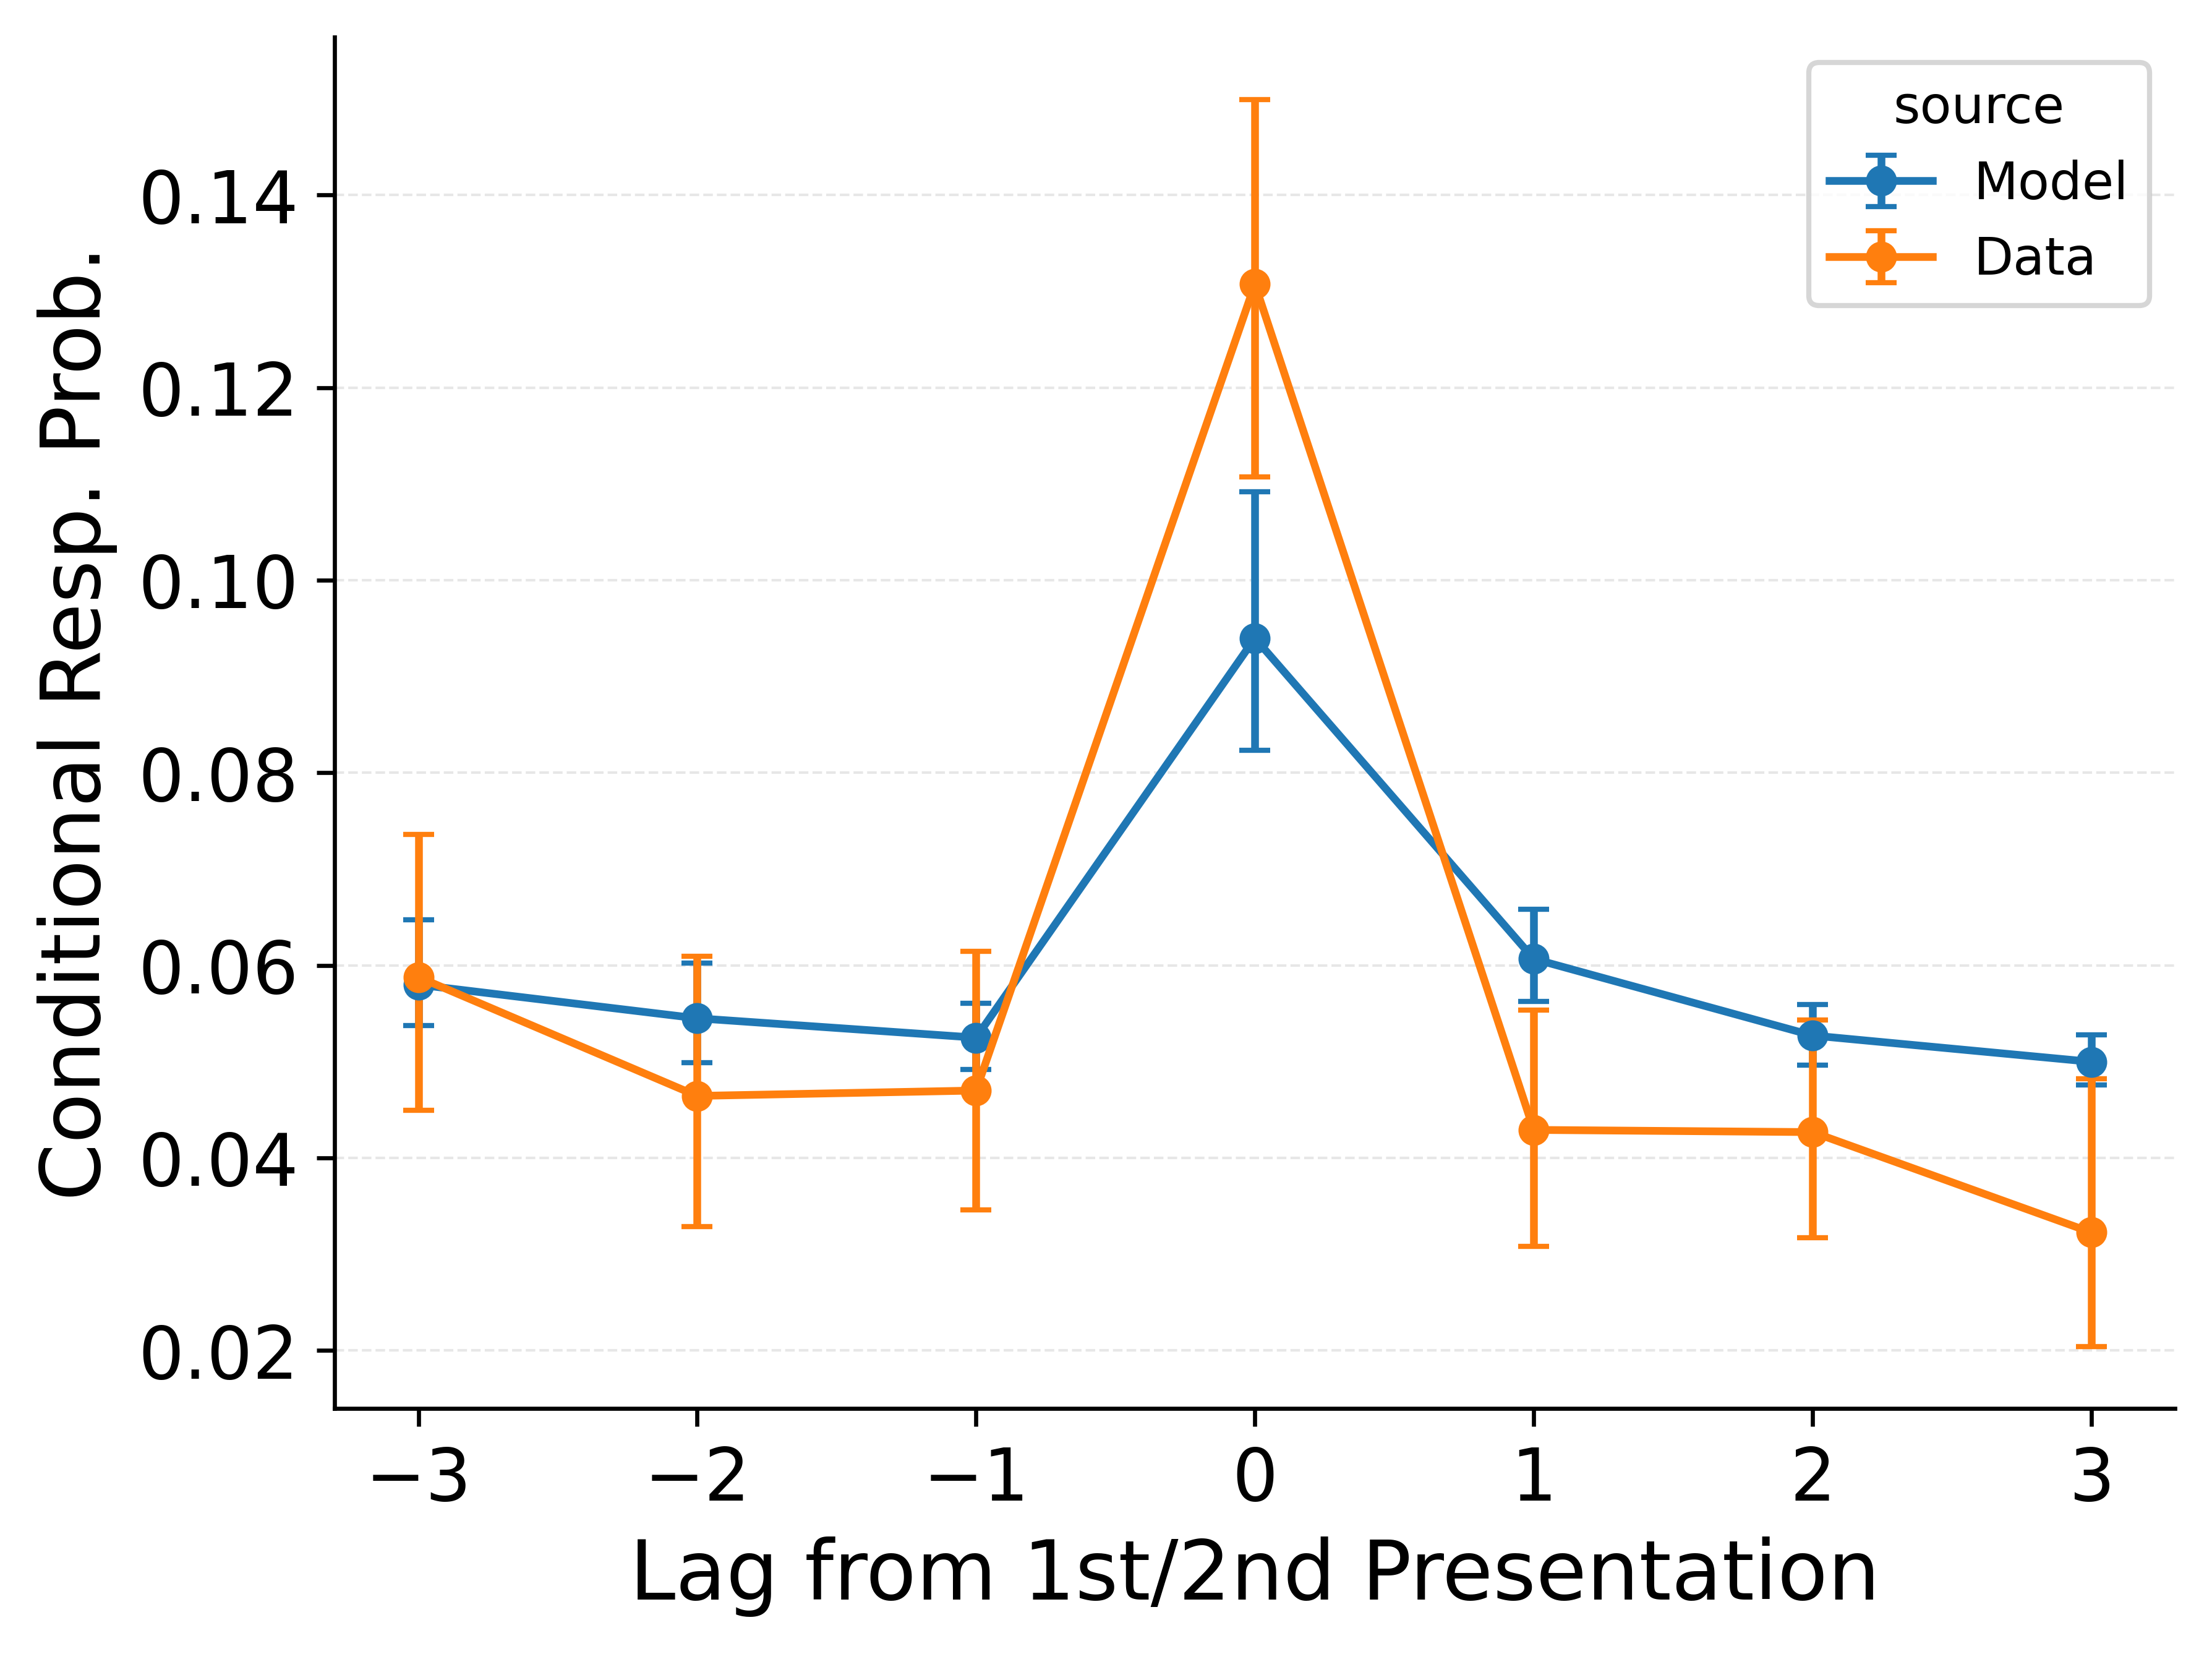 source
Model
Data
Conditional Resp. Prob.
0.14
0.12
0.10
0.08
0.06
0.04
0.02
−3 −2 −1 0 1 2 3
Lag from 1st/2nd Presentation